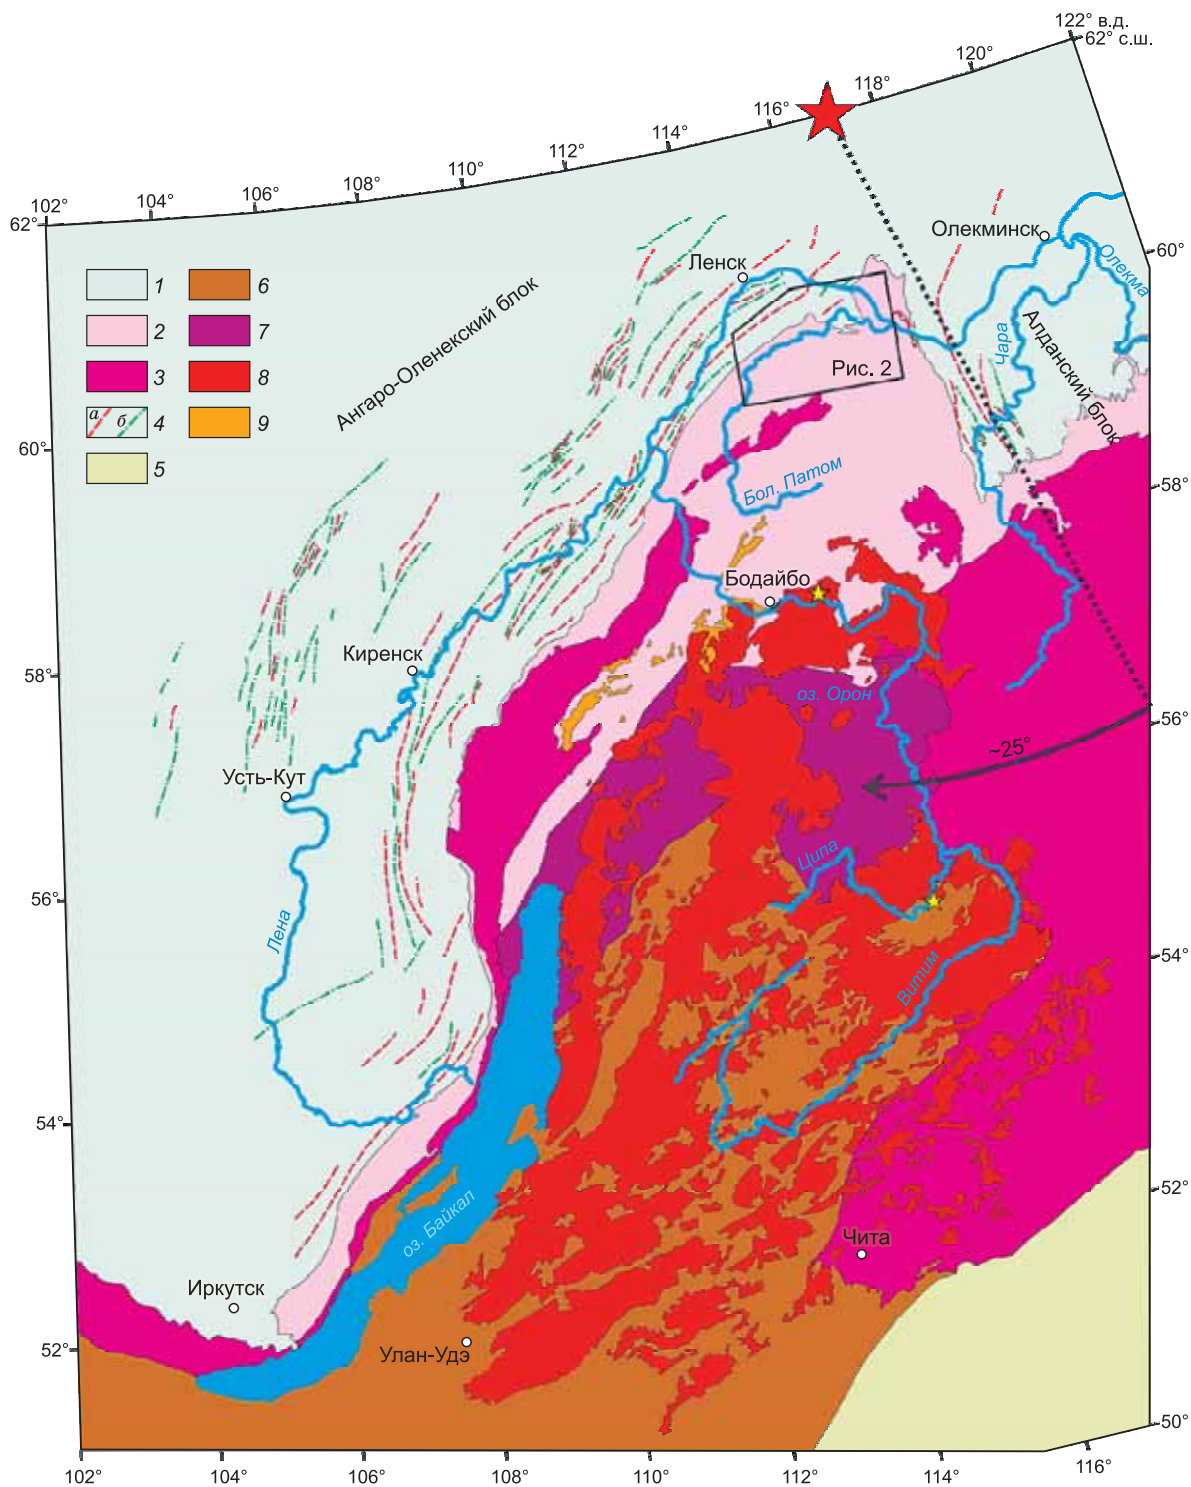 122° в.д.
62° с.ш.
120°
118°
116°
114°
112°
110°
108°
106°
104°
102°
62°
60°
Олекминск
Олекма
Ленск
Ангаро-Оленекский блок
Чара
Алданский блок
1 6
2 7
3 8
а б 4 9
5
Рис. 2
60°
58°
Бол. Патом
Бодайбо
Киренск
58°
оз. Орон
56°
~25°
Усть-Кут
Ципа
56°
Лена
Витим
54°
54°
52°
оз. Байкал
Чита
Иркутск
Улан-Удэ
52°
50°
102° 104° 106° 108° 110° 112° 114° 116°